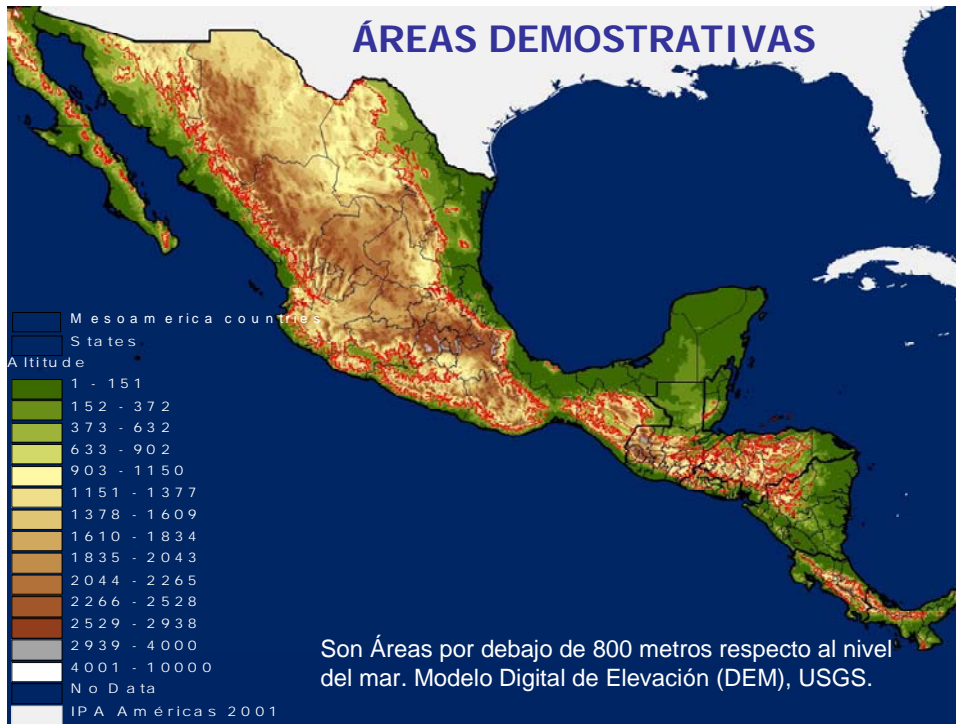 ÁREAS DEMOSTRATIVAS
Mesoamerica countries
States
Altitude
1 - 151
152 - 372
373 - 632
633 - 902
903 - 1150
1151 - 1377
1378 - 1609
1610 - 1834
1835 - 2043
2044 - 2265
2266 - 2528
2529 - 2938
2939 - 4000
4001 - 10000
No Data
IPA Américas 2001
Son Áreas por debajo de 800 metros respecto al nivel
del mar. Modelo Digital de Elevación (DEM), USGS.